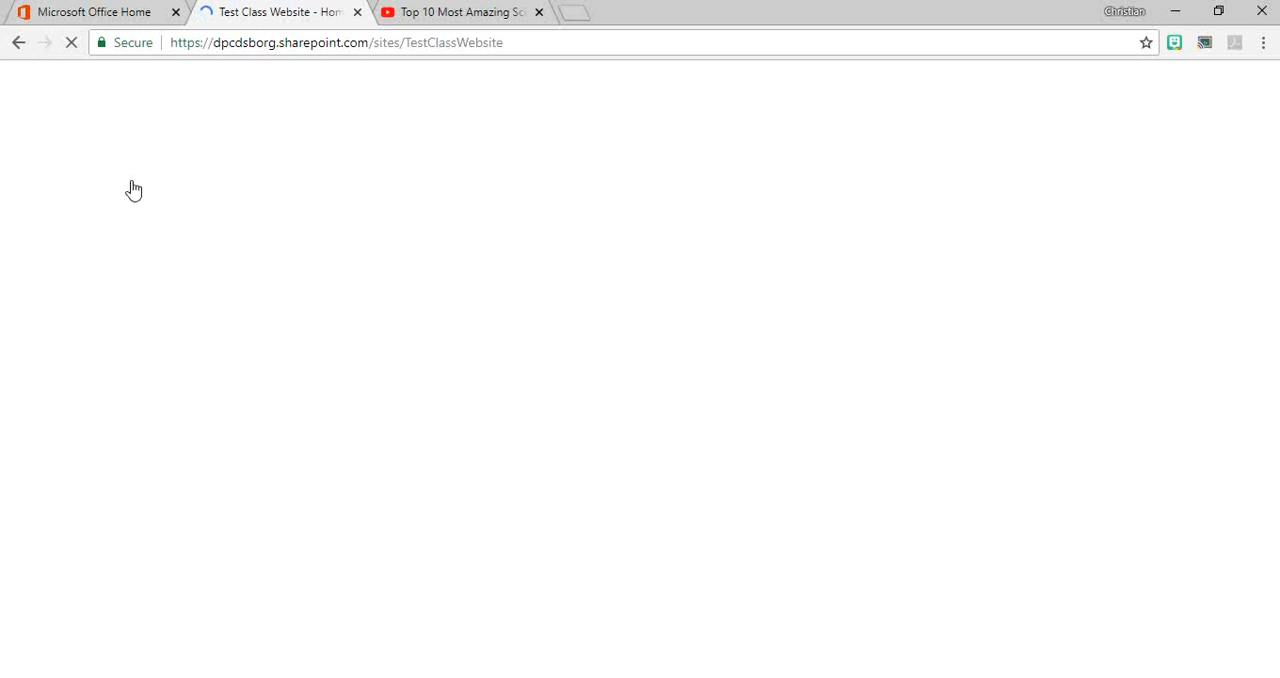 Microsoft Office Home
Test Class Website - Hom
Top 10 Most Amazing Sci
Christian
Secure
https://dpcdsborg.sharepoint.com/sites/TestClassWebsite